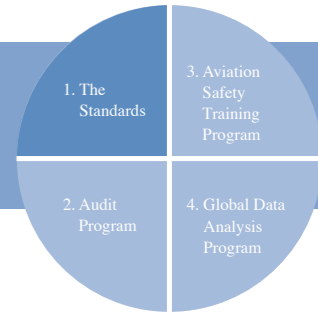 1. The
Standards
2. Audit
Program
3. Aviation
Safety
Training
Program
4. Global Data
Analysis
Program